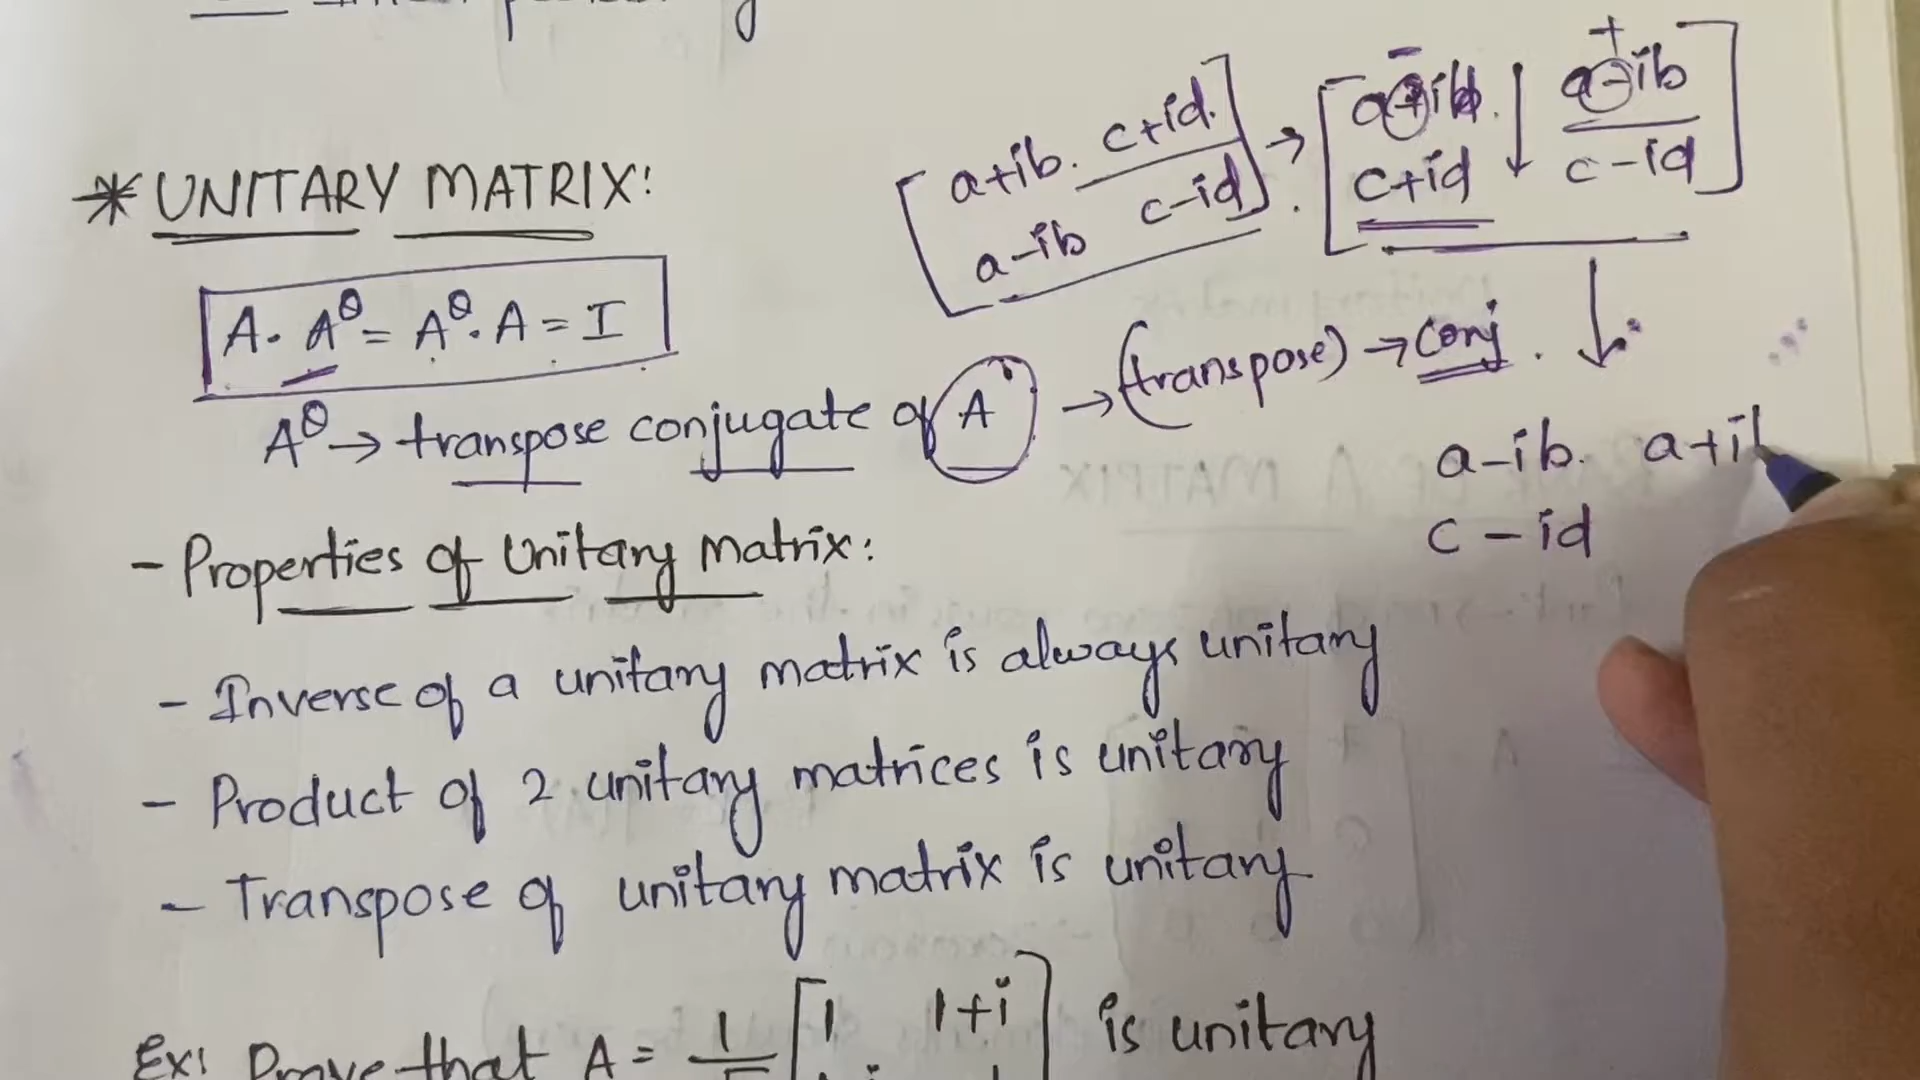 * UNITARY MATRIX:
[ a+ib. c+id.
a-ib c-id ] . → [ a+ib. a-ib
c+id c-id ]
- +
A. A^θ = A^θ. A = I
A^θ → transpose conjugate of A → (transpose) → conj .
a-ib. a+ib
c - id
- Properties of Unitary Matrix:
- Inverse of a unitary matrix is always unitary
- Product of 2 unitary matrices is unitary
- Transpose of unitary matrix is unitary
Ex: Prove that A = 1 [ 1 1+i ] is unitary